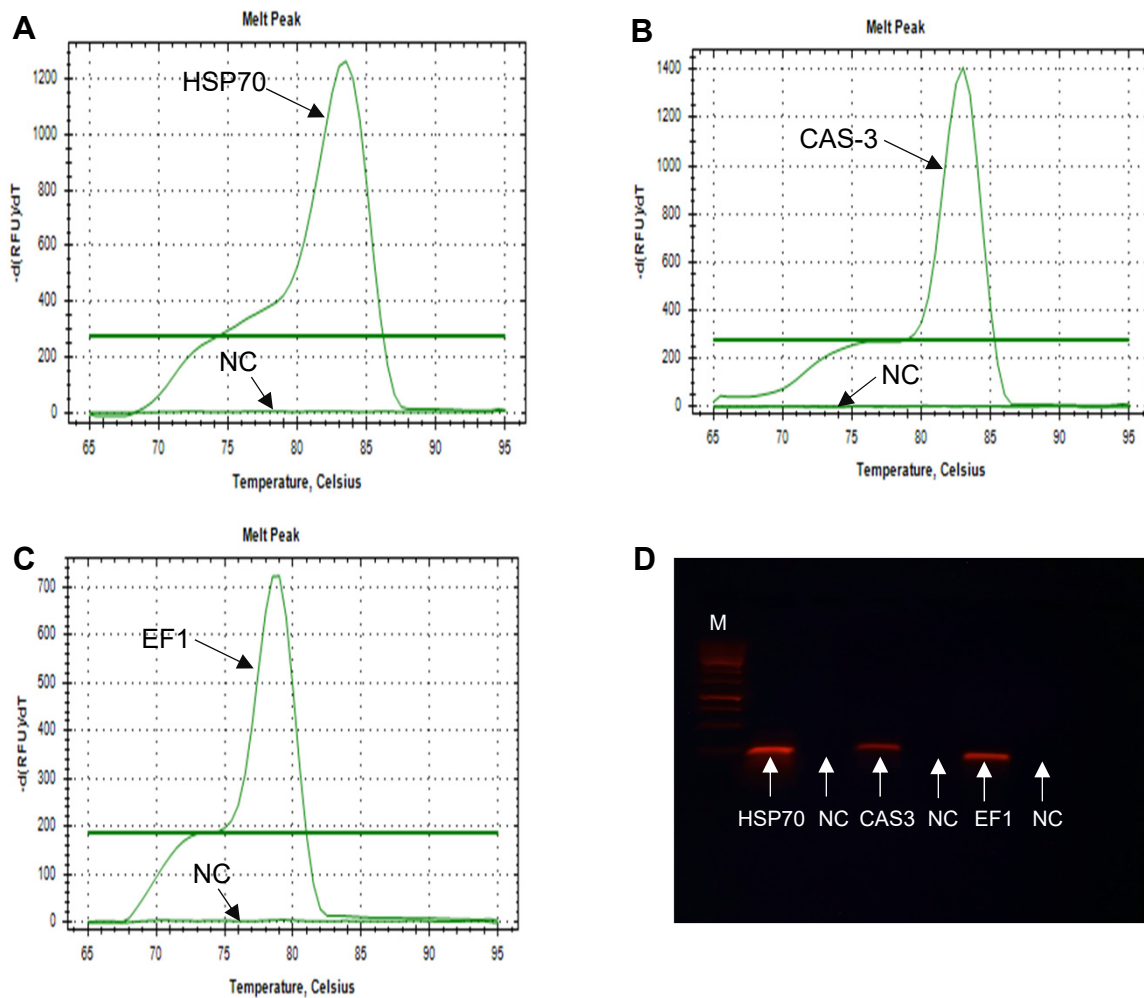 A
Melt Peak
1200
1000
800
600
400
200
0
-d(RFU)/dT
HSP70
NC
65 70 75 80 85 90 95
Temperature, Celsius
B
Melt Peak
1400
1200
1000
800
600
400
200
0
-d(RFU)/dT
CAS-3
NC
65 70 75 80 85 90 95
Temperature, Celsius
C
Melt Peak
700
600
500
400
300
200
100
0
-d(RFU)/dT
EF1
NC
65 70 75 80 85 90 95
Temperature, Celsius
D
M
HSP70 NC CAS3 NC EF1 NC